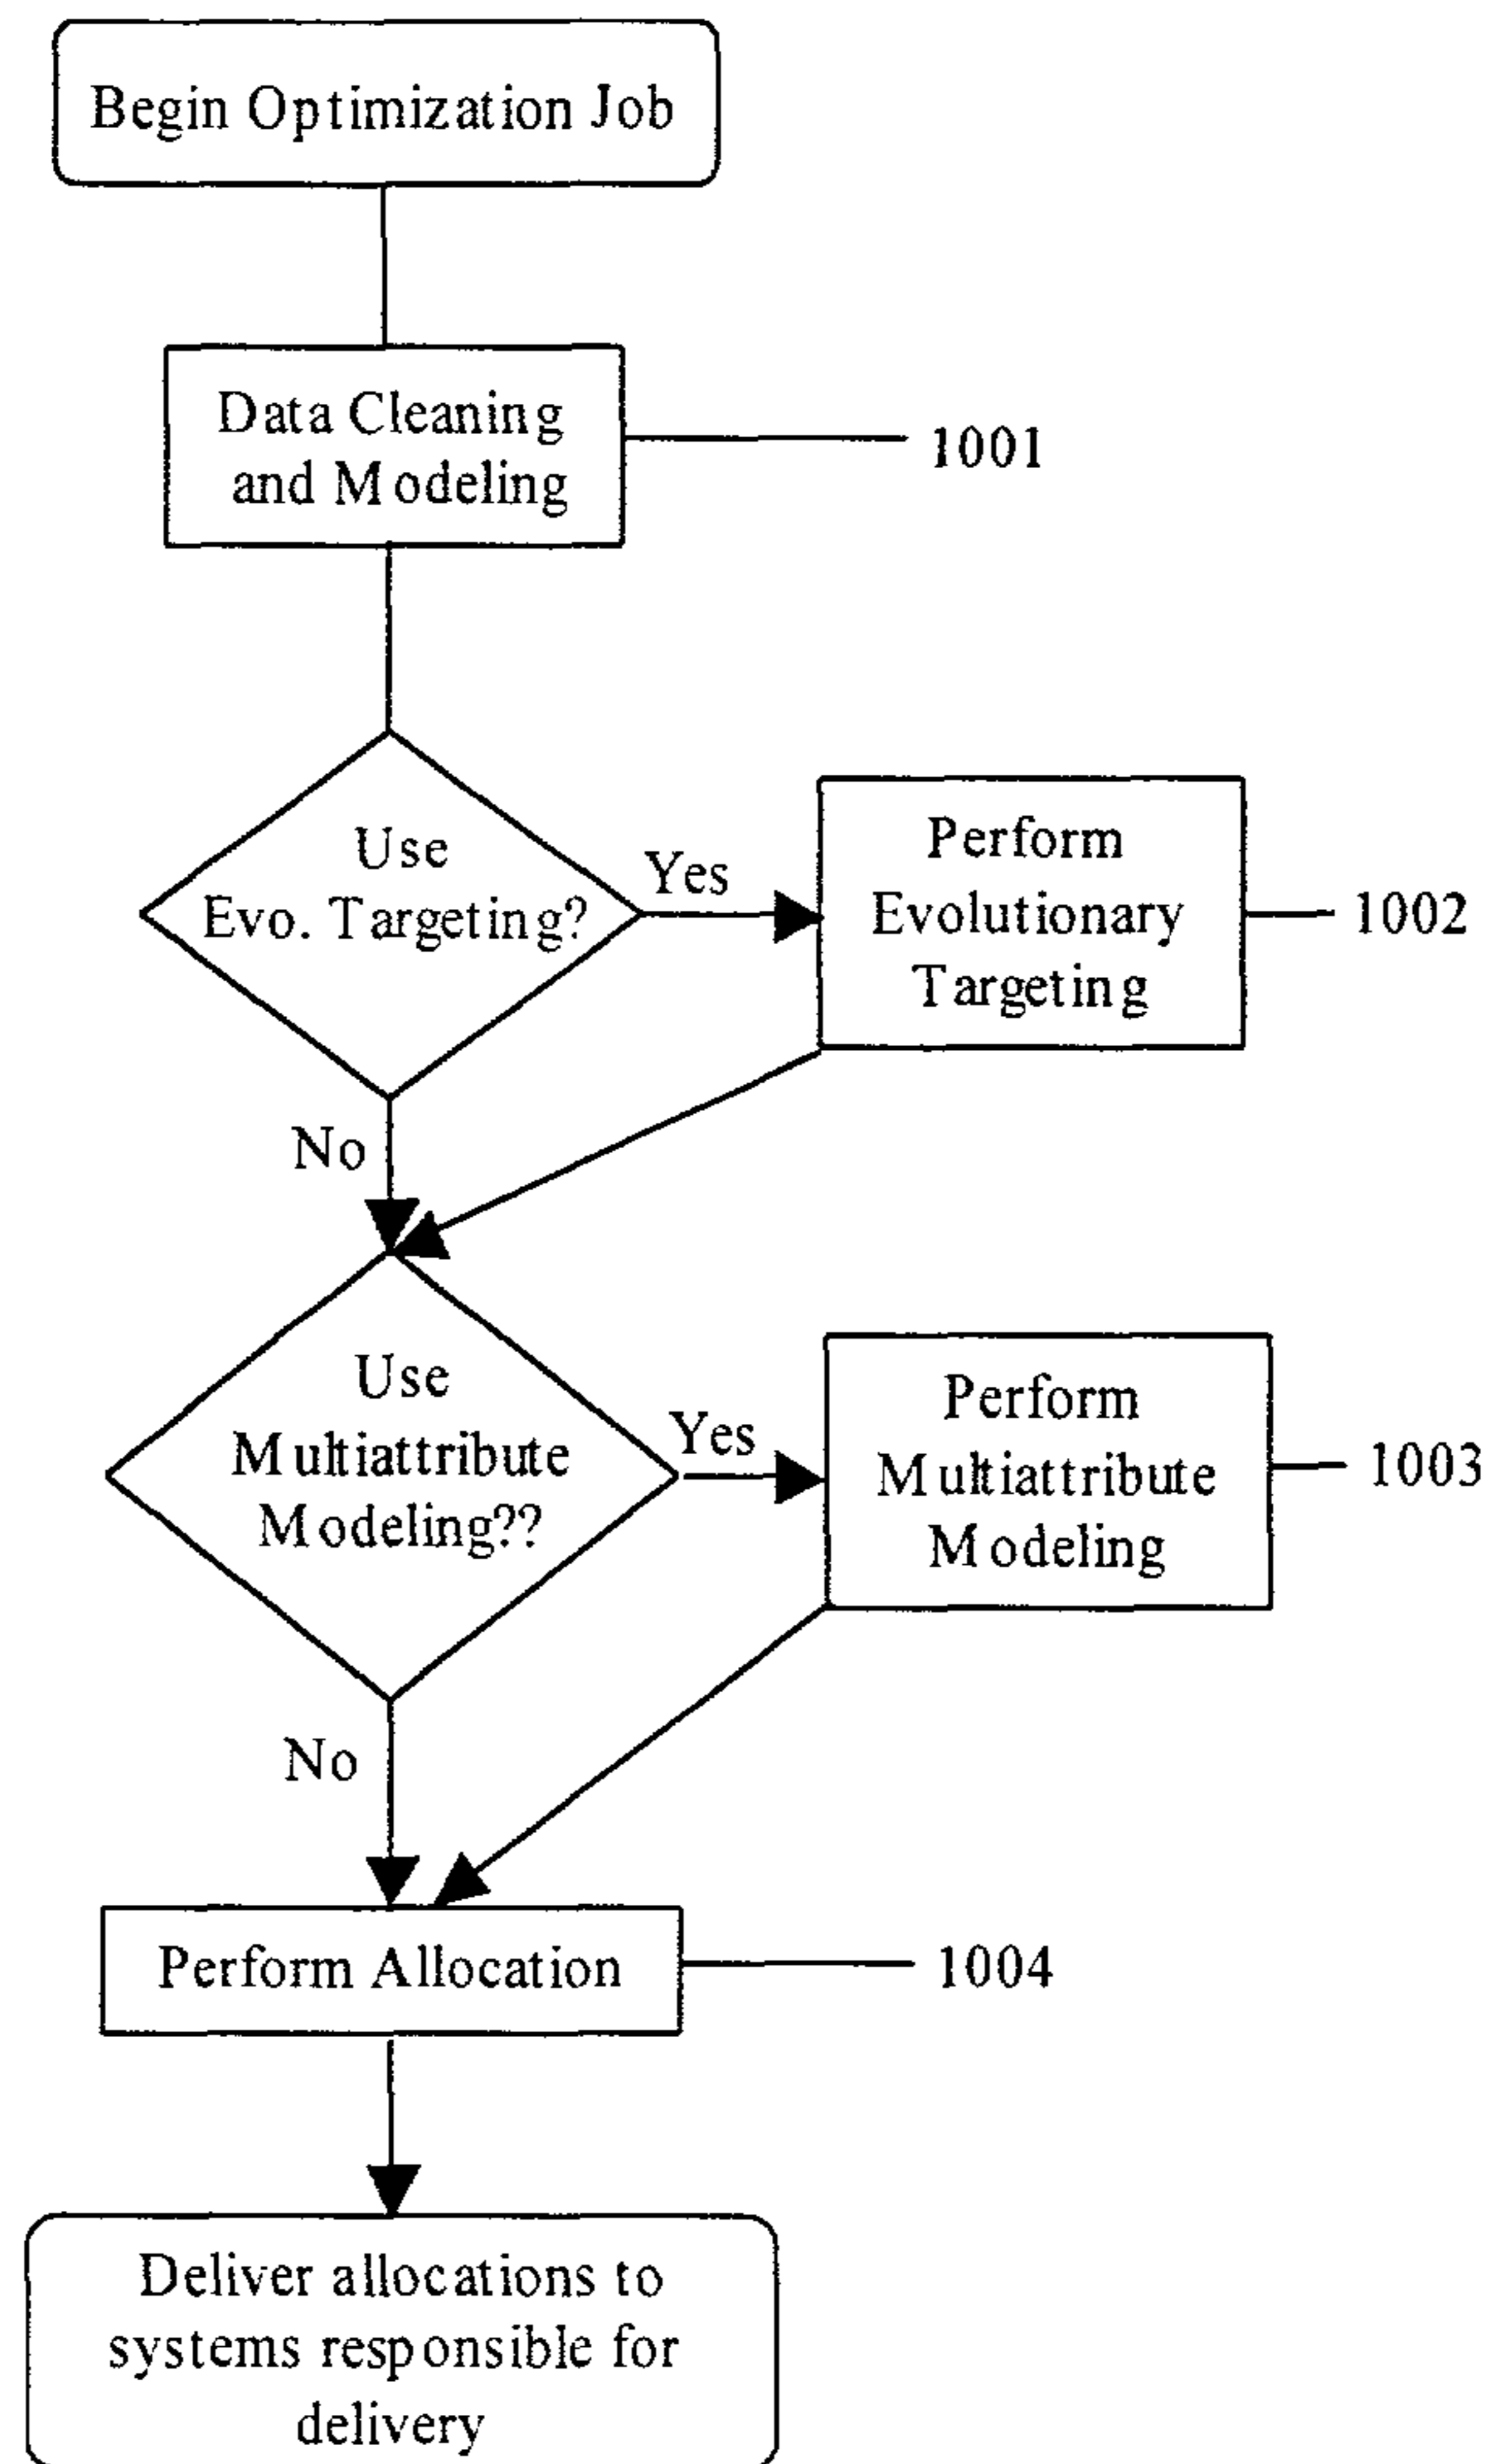 Begin Optimization Job
Data Cleaning
and Modeling
1001
Use
Evo. Targeting?
Yes
Perform
Evolutionary
Targeting
1002
No
Use
Multiattribute
Modeling??
Yes
Perform
Multiattribute
Modeling
1003
No
Perform Allocation
1004
Deliver allocations to
systems responsible for
delivery